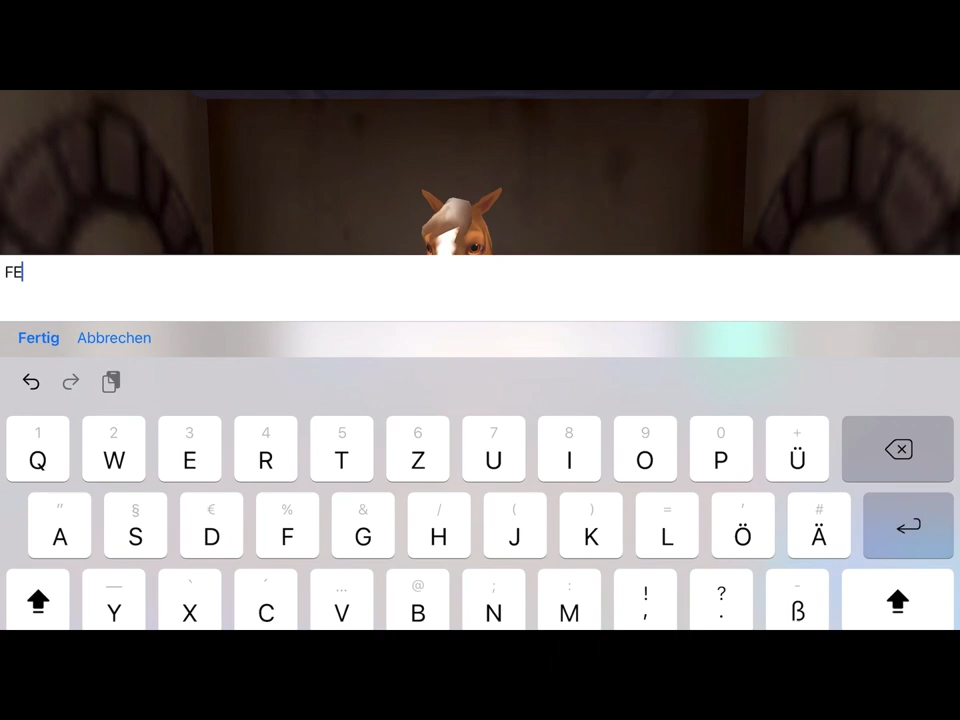 FE
Fertig Abbrechen
1 2 3 4 5 6 7 8 9 0 +
Q W E R T Z U I O P Ü
" § € % & / ( ) = ' #
A S D F G H J K L Ö Ä
— ` ´ ... @ ; : ! ? -
Y X C V B N M , . ß